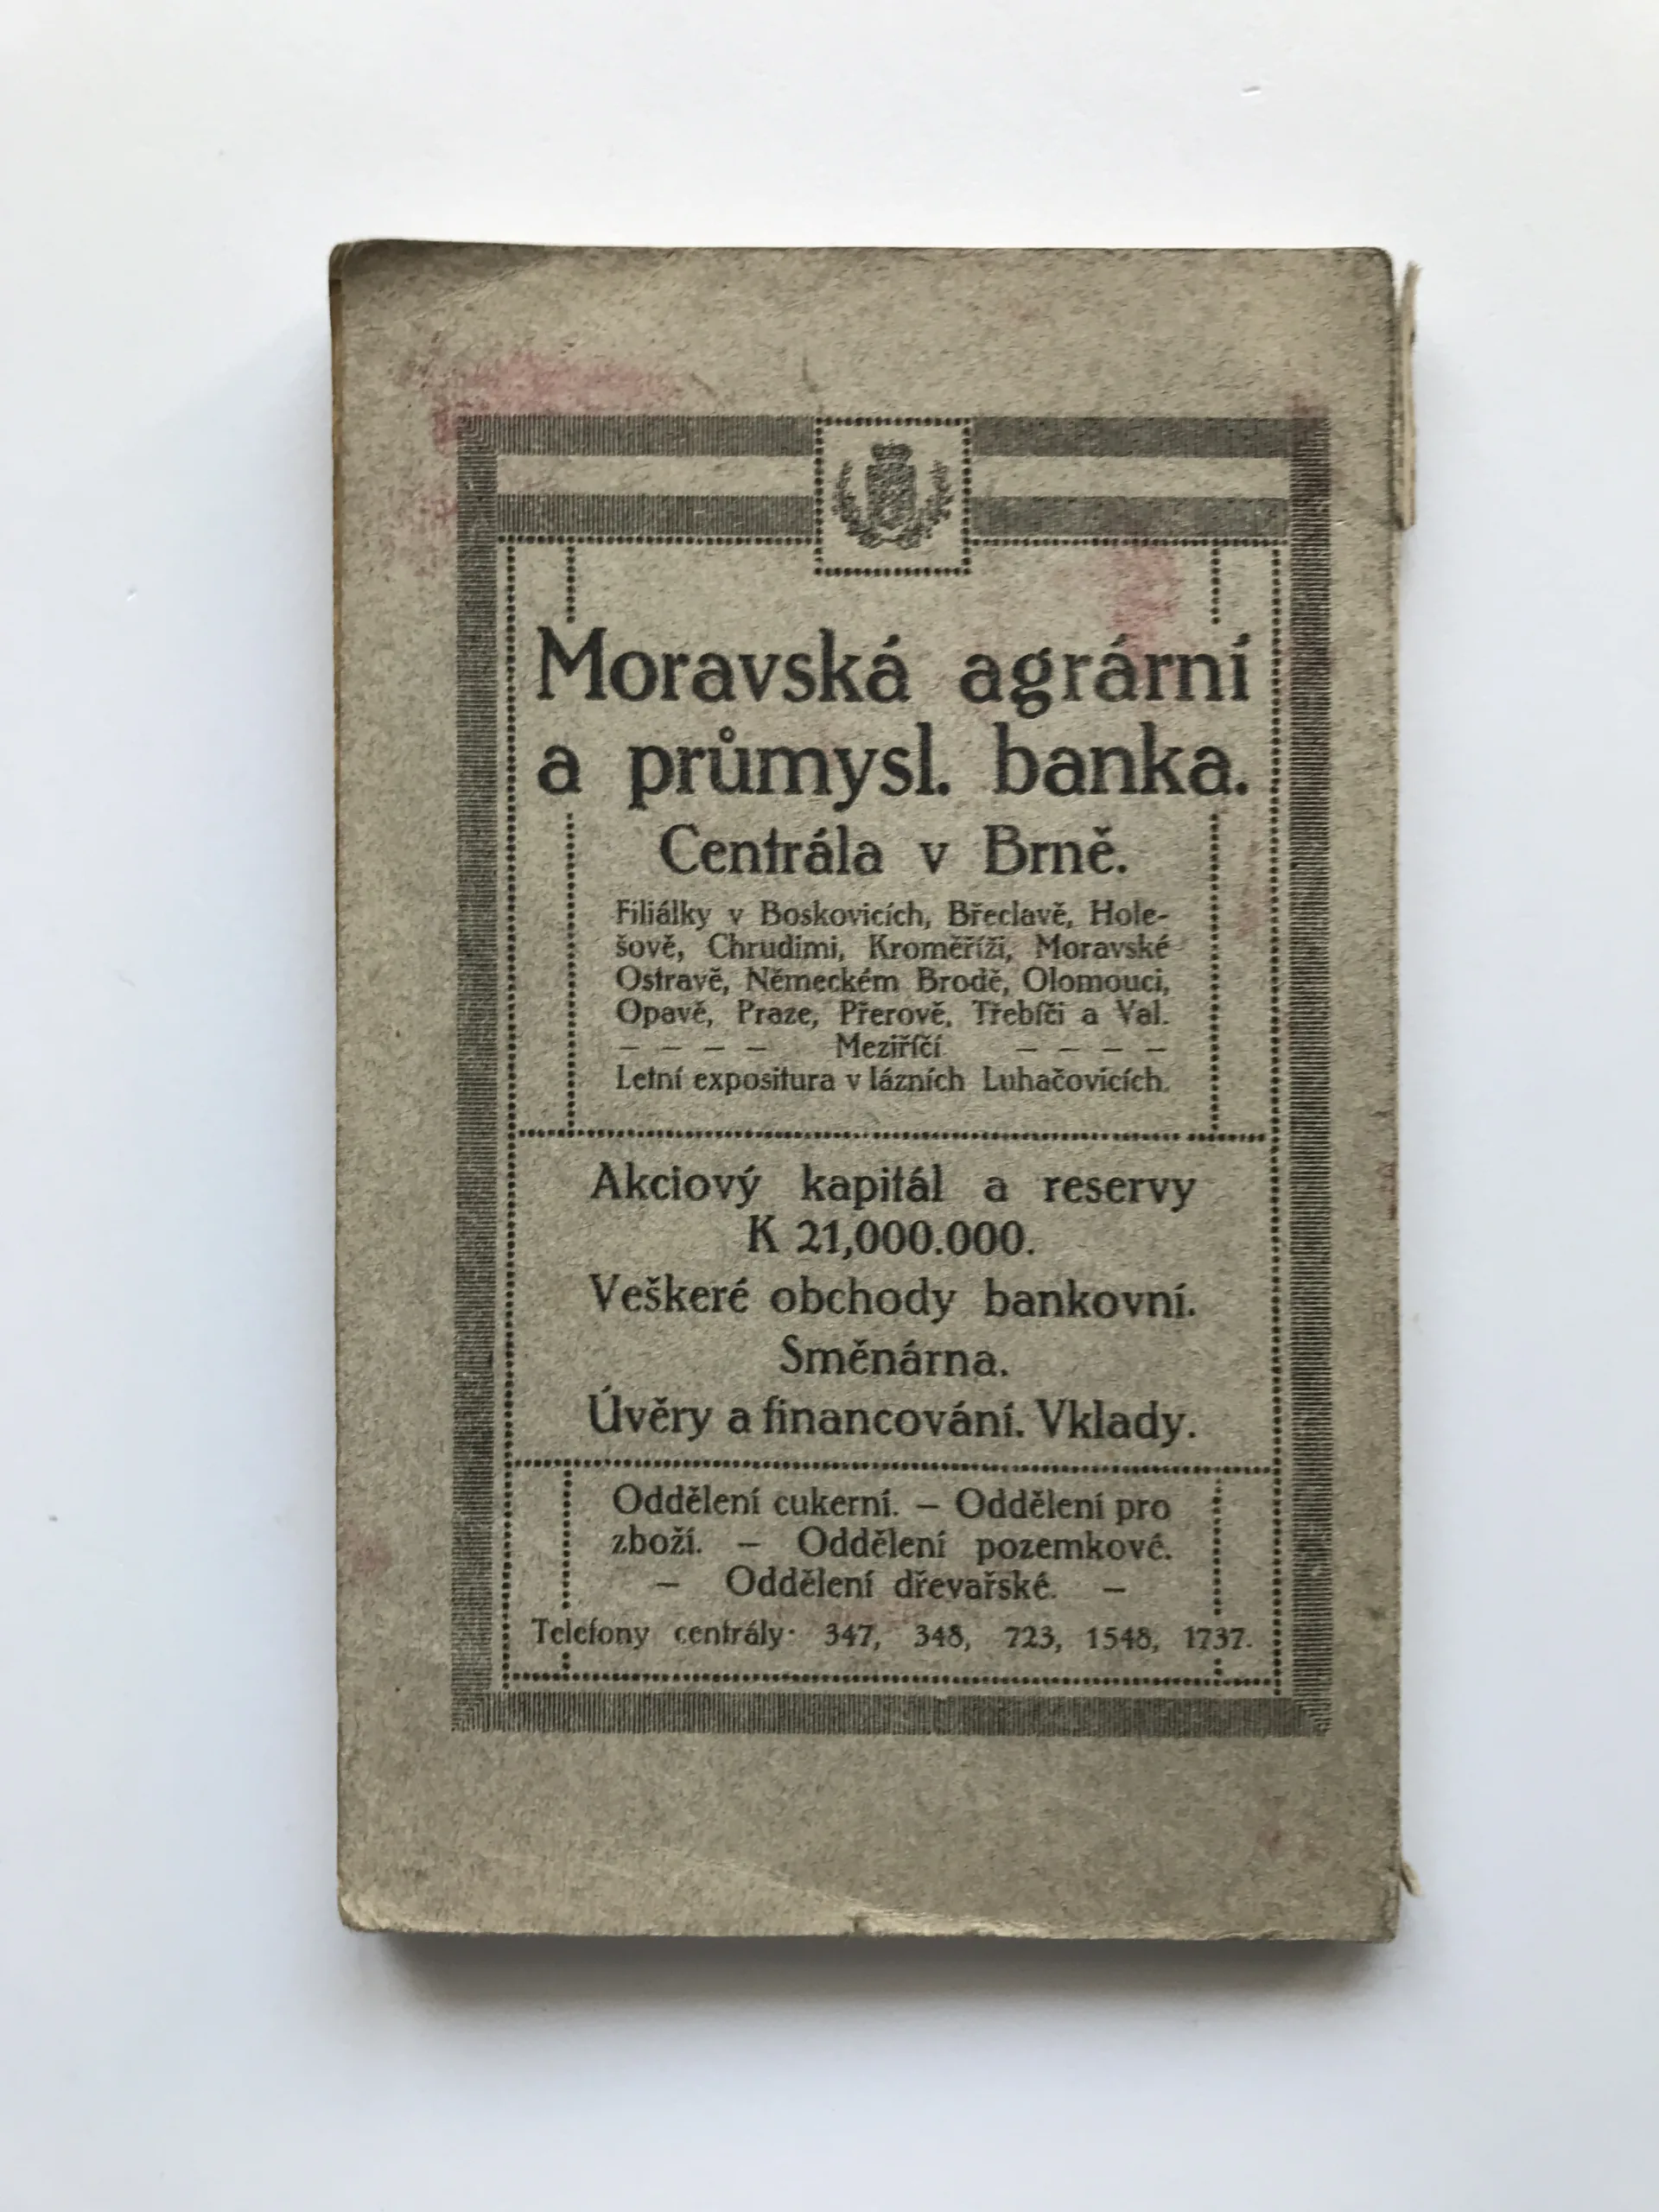 Moravská agrární
a průmysl. banka.
Centrála v Brně.
Filiálky v Boskovicích, Břeclavě, Hole-
šově, Chrudimi, Kroměříži, Moravské
Ostravě, Německém Brodě, Olomouci,
Opavě, Praze, Přerově, Třebíči a Val.
— — — — Meziříčí — — — —
Letní expositura v lázních Luhačovicích.
Akciový kapitál a reservy
K 21,000.000.
Veškeré obchody bankovní.
Směnárna.
Úvěry a financování. Vklady.
Oddělení cukerní. — Oddělení pro
zboží. — Oddělení pozemkové.
— Oddělení dřevařské. —
Telefony centrály: 347, 348, 723, 1548, 1737.